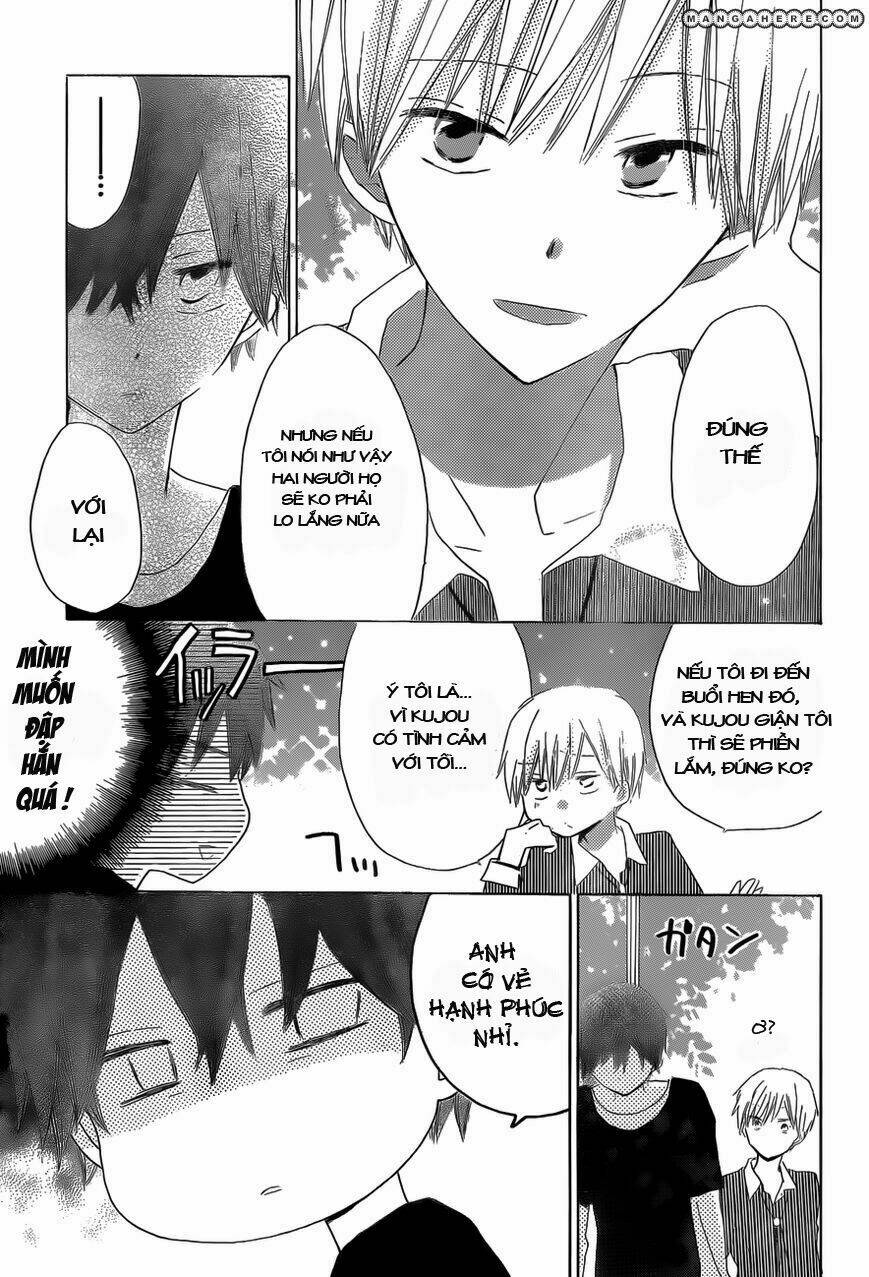 MANGAHERE.COM
ĐÚNG
THẾ
NHƯNG NẾU
TÔI NÓI NHƯ VẬY
HAI NGƯỜI HỌ
SẼ KO PHẢI
LO LẮNG NỮA
...
VỚI
LẠI
NẾU TÔI ĐI ĐẾN
BUỔI HẸN ĐÓ,
VÀ KUJOU GIẬN TÔI
THÌ SẼ PHIỀN
LẮM, ĐÚNG KO?
Ý TÔI LÀ...
VÌ KUJOU
CÓ TÌNH CẢM
VỚI TÔI...
イラー
MÌNH
MUỐN
ĐẬP
HẮN
QUÁ !
ガタン
Ơ?
ANH
CÓ VẺ
HẠNH PHÚC
NHỈ.